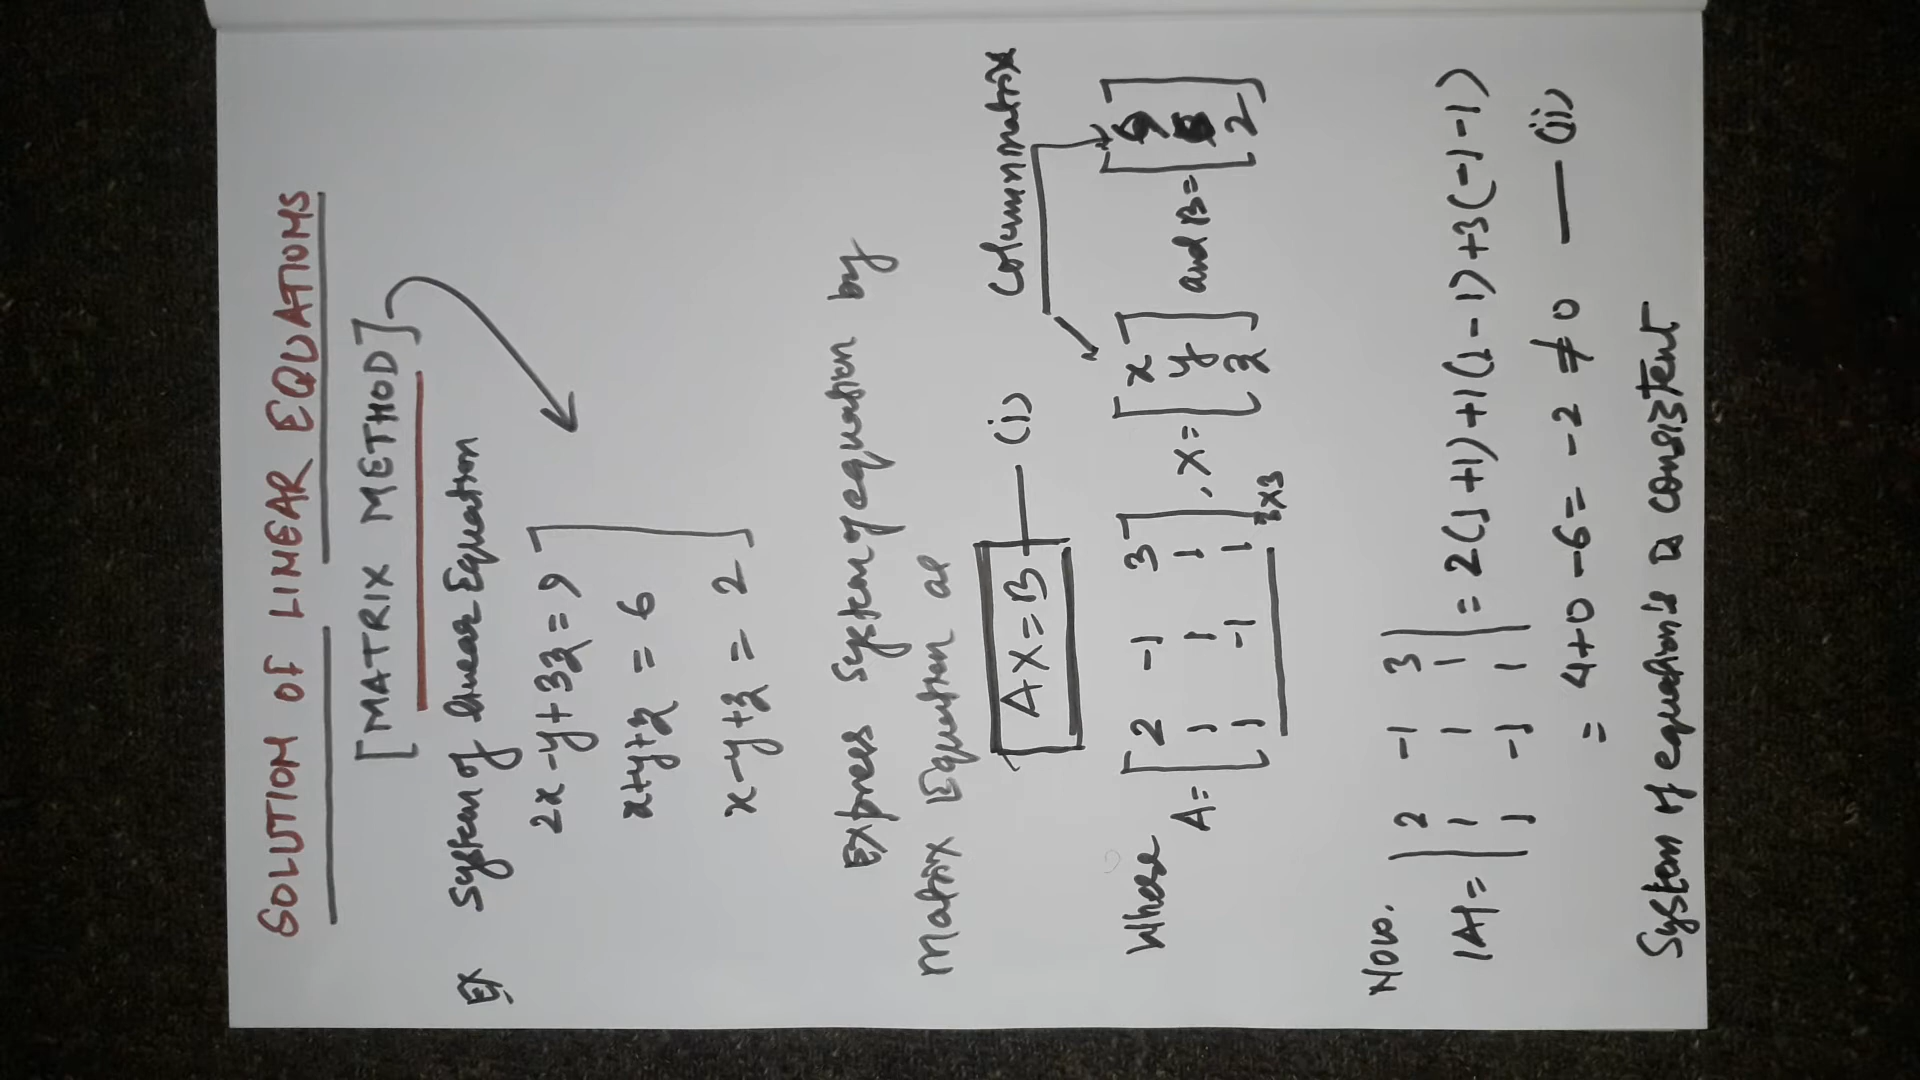 SOLUTION OF LINEAR EQUATIONS
[MATRIX METHOD]
Ex System of linear Equation
2x-y+3z=9
x+y+z = 6
x-y+z = 2
Express system of equation by
Matrix Equation as
AX=B — (i)
Column matrix
Where
A= [2 -1 3
1 1 1
1 -1 1] 3x3 , X= [x
y
z] and B= [9
6
2]
Now.
|A|= |2 -1 3
1 1 1
1 -1 1| = 2(1+1)+1(1-1)+3(-1-1)
= 4+0-6= -2 ≠ 0 — (ii)
System of equation is a consistent